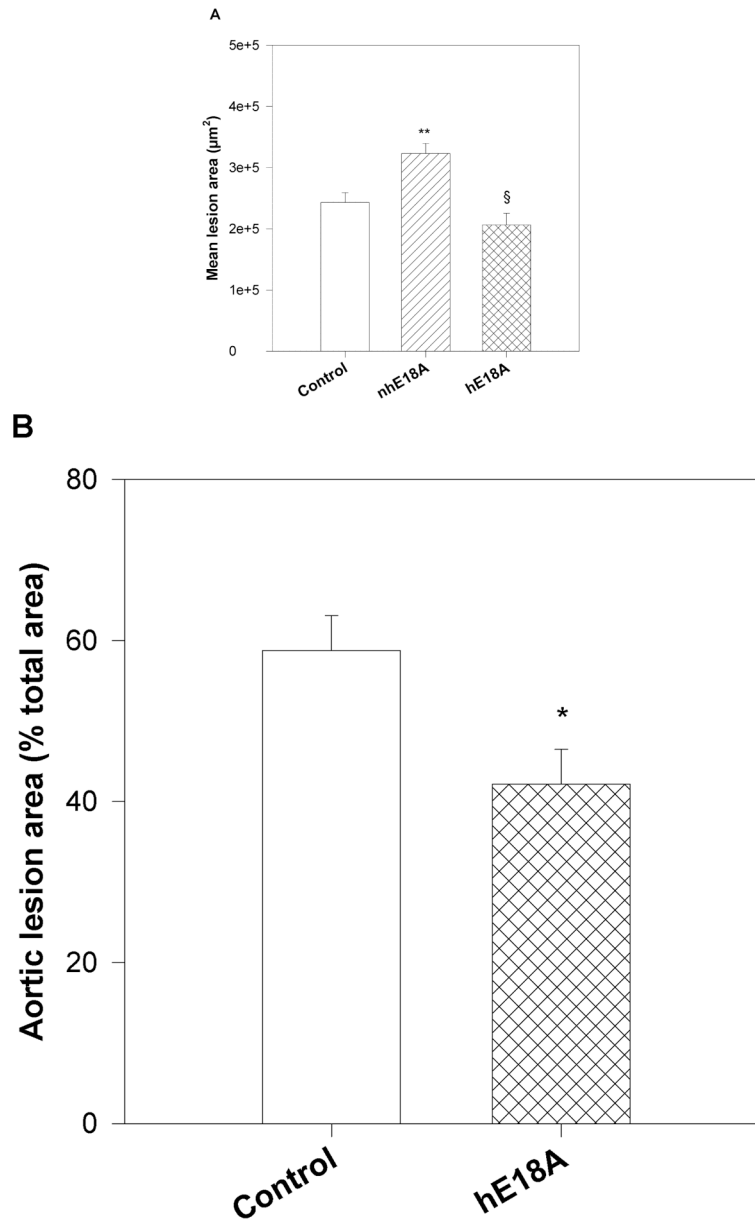 A
5e+5
4e+5
3e+5
2e+5
1e+5
0
Mean lesion area (µm²)
**
§
Control
nhE18A
hE18A
B
80
60
40
20
0
Aortic lesion area (% total area)
*
Control
hE18A